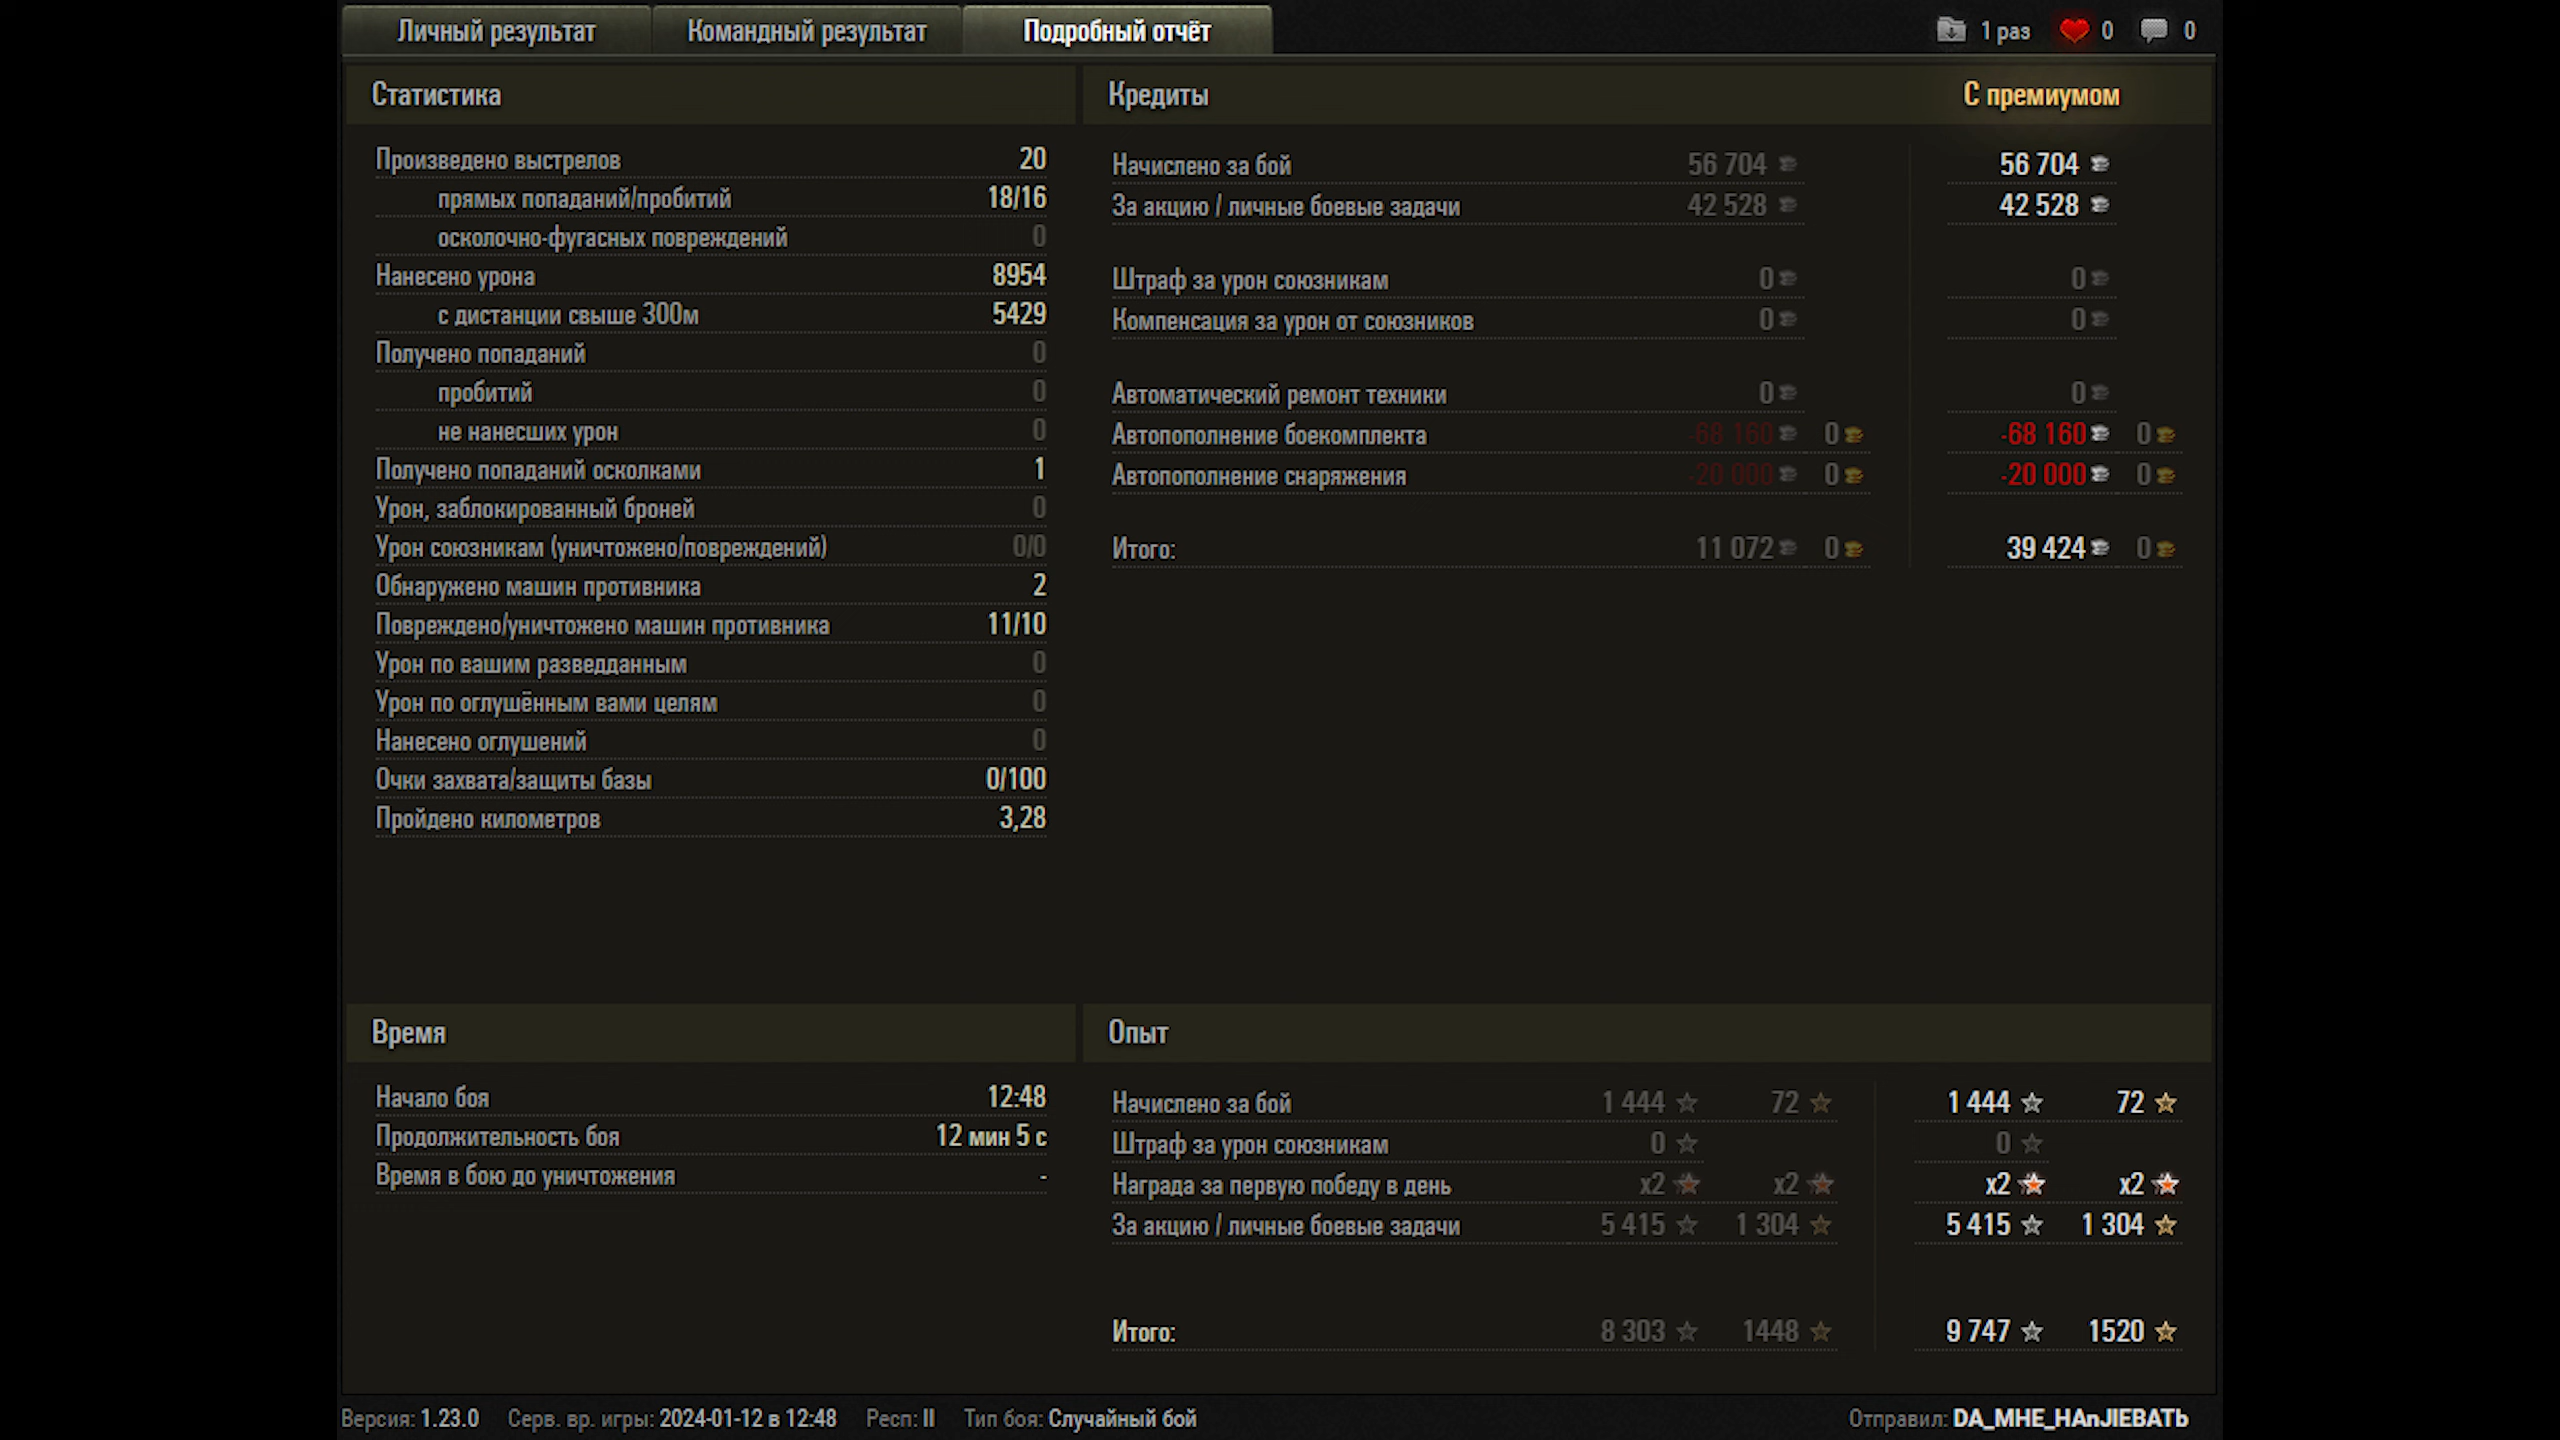 Личный результат Командный результат Подробный отчёт 1 раз 0 0
Статистика
Произведено выстрелов 20
прямых попаданий/пробитий 18/16
осколочно-фугасных повреждений 0
Нанесено урона 8954
с дистанции свыше 300м 5429
Получено попаданий 0
пробитий 0
не нанесших урон 0
Получено попаданий осколками 1
Урон, заблокированный броней 0
Урон союзникам (уничтожено/повреждений) 0/0
Обнаружено машин противника 2
Повреждено/уничтожено машин противника 11/10
Урон по вашим разведданным 0
Урон по оглушённым вами целям 0
Нанесено оглушений 0
Очки захвата/защиты базы 0/100
Пройдено километров 3,28
Кредиты С премиумом
Начислено за бой 56 704 56 704
За акцию / личные боевые задачи 42 528 42 528
Штраф за урон союзникам 0 0
Компенсация за урон от союзников 0 0
Автоматический ремонт техники 0 0
Автопополнение боекомплекта -68 160 0 -68 160 0
Автопополнение снаряжения -20 000 0 -20 000 0
Итого: 11 072 0 39 424 0
Время
Начало боя 12:48
Продолжительность боя 12 мин 5 с
Время в бою до уничтожения -
Опыт
Начислено за бой 1 444 72 1 444 72
Штраф за урон союзникам 0 0
Награда за первую победу в день x2 x2 x2 x2
За акцию / личные боевые задачи 5 415 1 304 5 415 1 304
Итого: 8 303 1448 9 747 1520
Версия: 1.23.0 Серв. вр. игры: 2024-01-12 в 12:48 Респ: II Тип боя: Случайный бой Отправил: DA_MHE_HAnJIEBATb